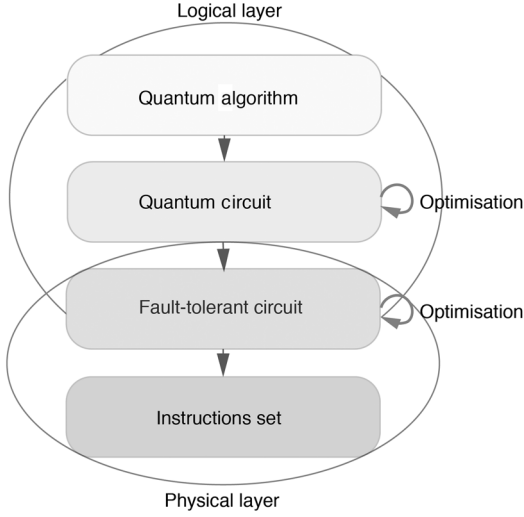 Logical layer
Quantum algorithm
Quantum circuit
Optimisation
Fault-tolerant circuit
Optimisation
Instructions set
Physical layer